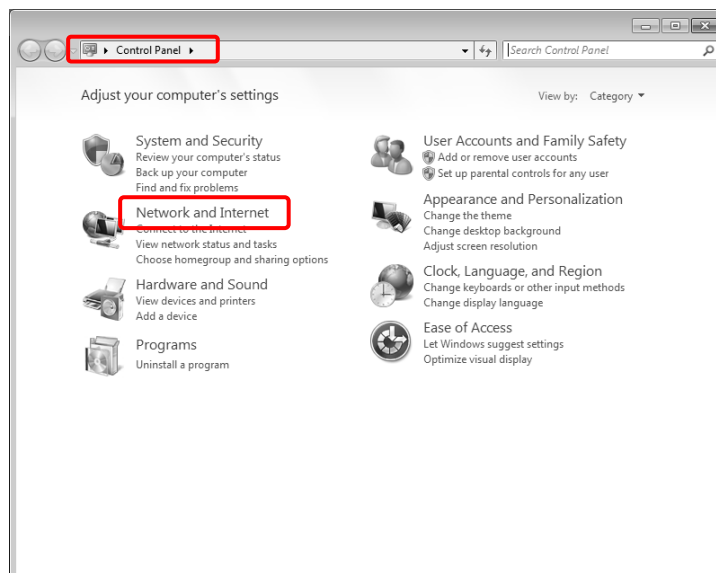 Control Panel
Search Control Panel
Adjust your computer's settings
View by: Category
System and Security
Review your computer's status
Back up your computer
Find and fix problems
Network and Internet
Connect to the Internet
View network status and tasks
Choose homegroup and sharing options
Hardware and Sound
View devices and printers
Add a device
Programs
Uninstall a program
User Accounts and Family Safety
Add or remove user accounts
Set up parental controls for any user
Appearance and Personalization
Change the theme
Change desktop background
Adjust screen resolution
Clock, Language, and Region
Change keyboards or other input methods
Change display language
Ease of Access
Let Windows suggest settings
Optimize visual display